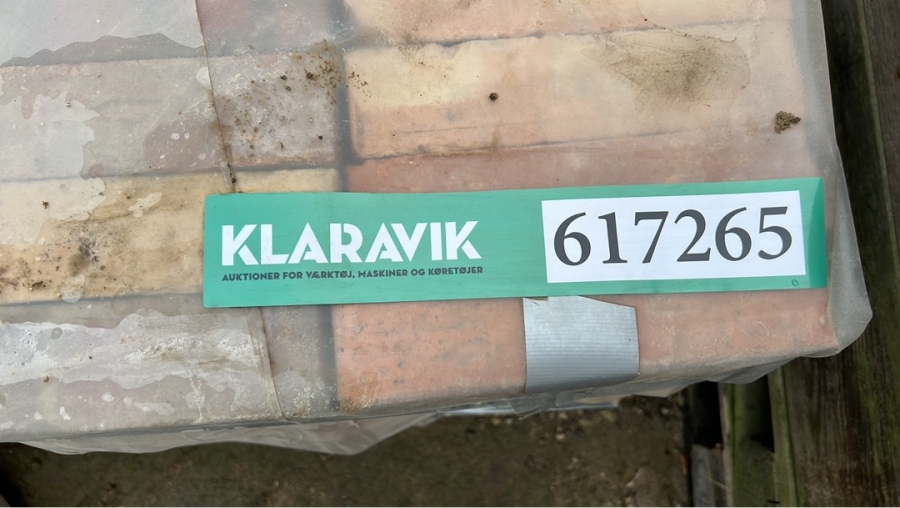 KLARAVIK
AUKTIONER FOR VÆRKTØJ, MASKINER OG KØRETØJER
617265